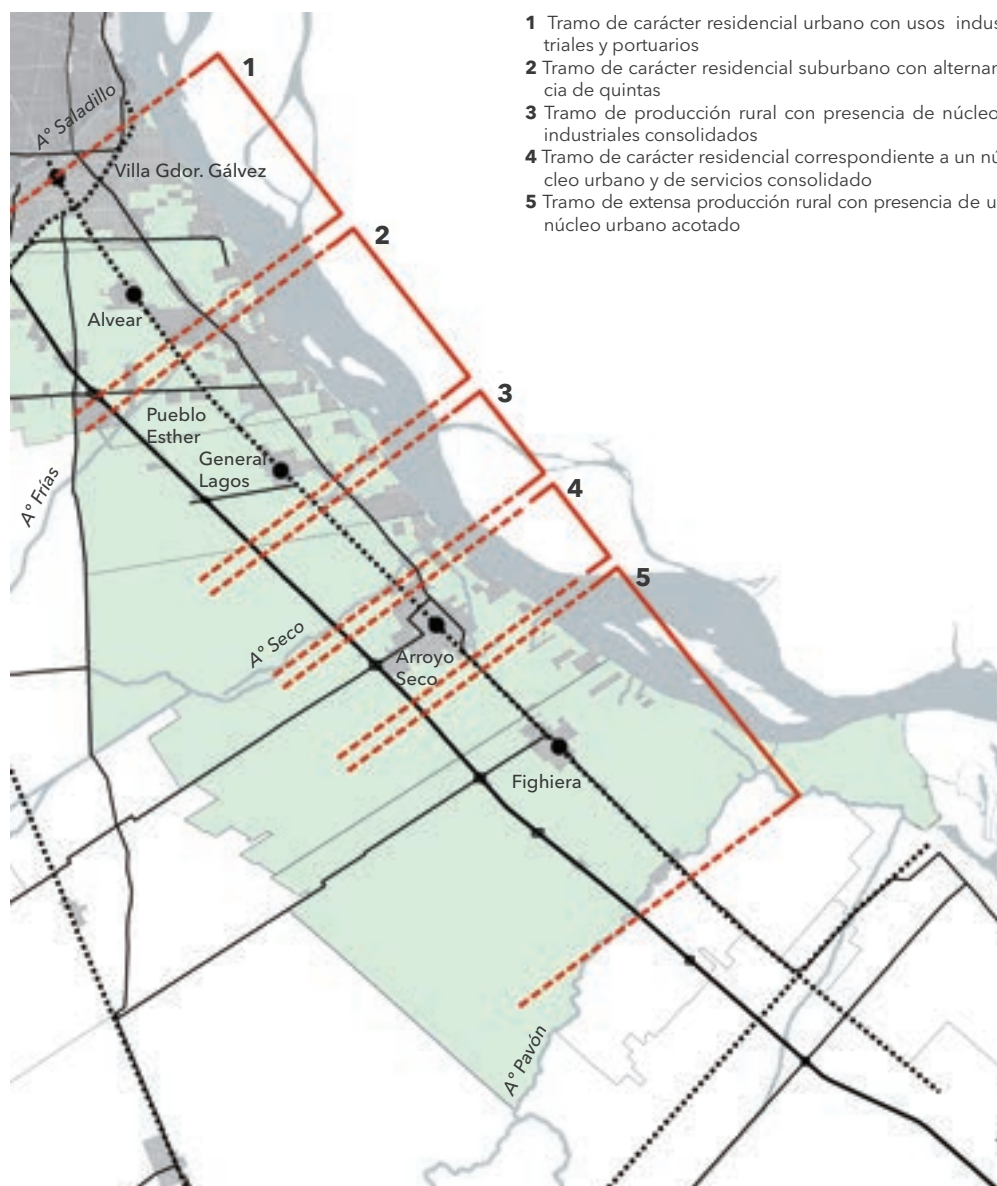 1 Tramo de carácter residencial urbano con usos indus
triales y portuarios
2 Tramo de carácter residencial suburbano con alternan
cia de quintas
3 Tramo de producción rural con presencia de núcleo
industriales consolidados
4 Tramo de carácter residencial correspondiente a un nú
cleo urbano y de servicios consolidado
5 Tramo de extensa producción rural con presencia de u
núcleo urbano acotado
1
A° Saladillo
Villa Gdor. Gálvez
2
Alvear
3
Pueblo
Esther
General
Lagos
A° Frías
4
5
A° Seco
Arroyo
Seco
Fighiera
A° Pavón